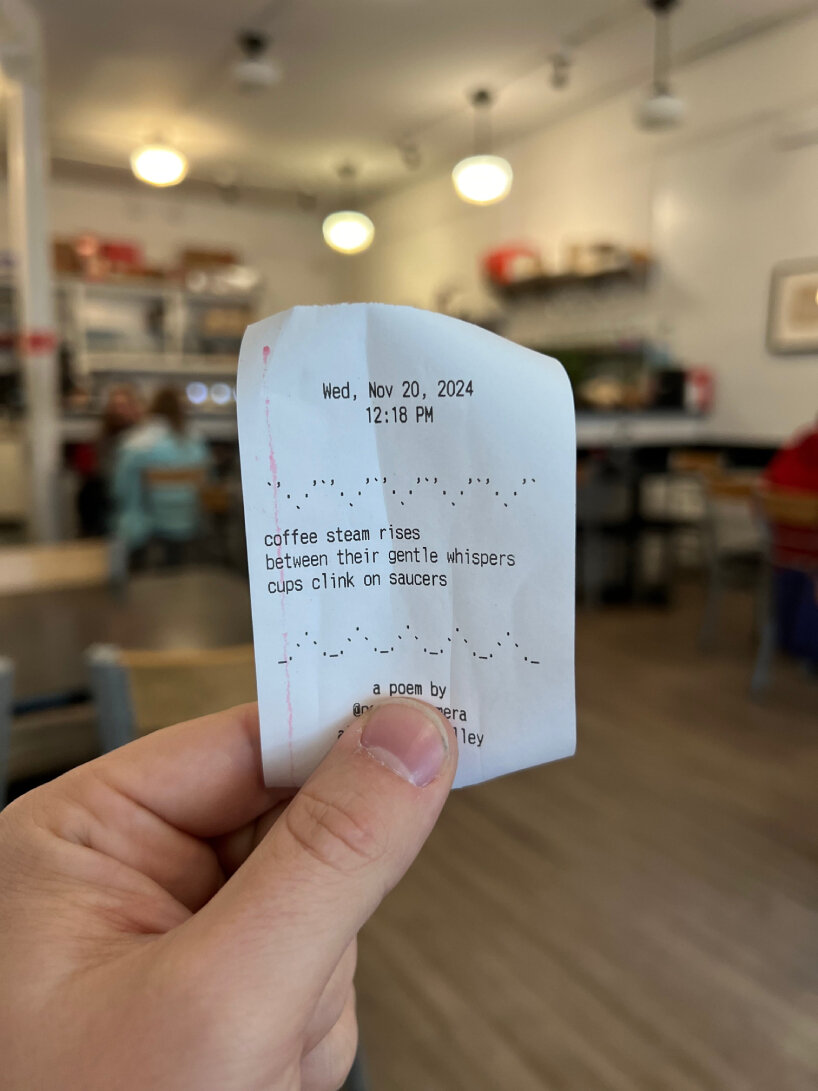 Wed, Nov 20, 2024
12:18 PM
coffee steam rises
between their gentle whispers
cups clink on saucers
a poem by